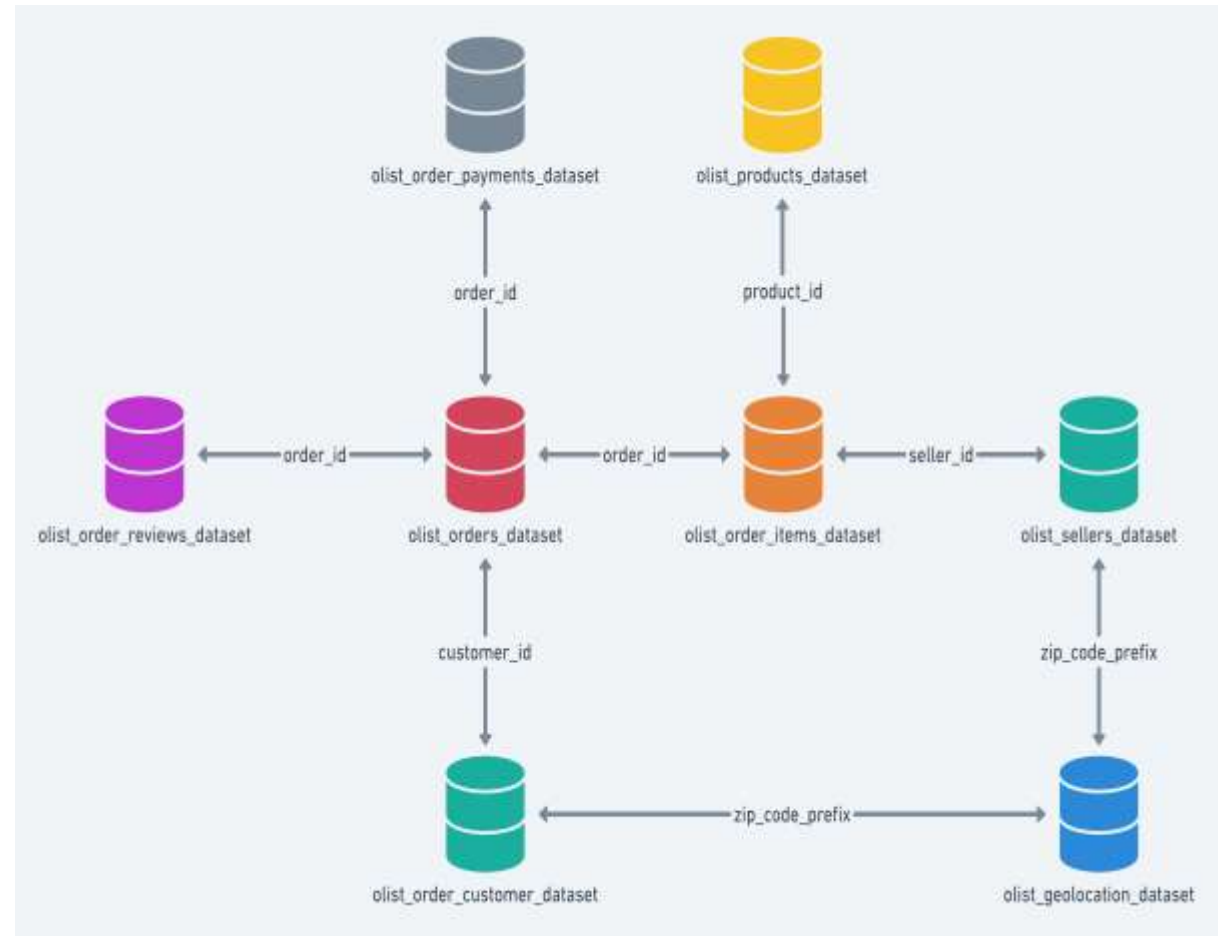 olist_order_payments_dataset
olist_products_dataset
order_id
product_id
order_id
order_id
seller_id
olist_order_reviews_dataset
olist_orders_dataset
olist_order_items_dataset
olist_sellers_dataset
customer_id
zip_code_prefix
zip_code_prefix
olist_order_customer_dataset
olist_geolocation_dataset